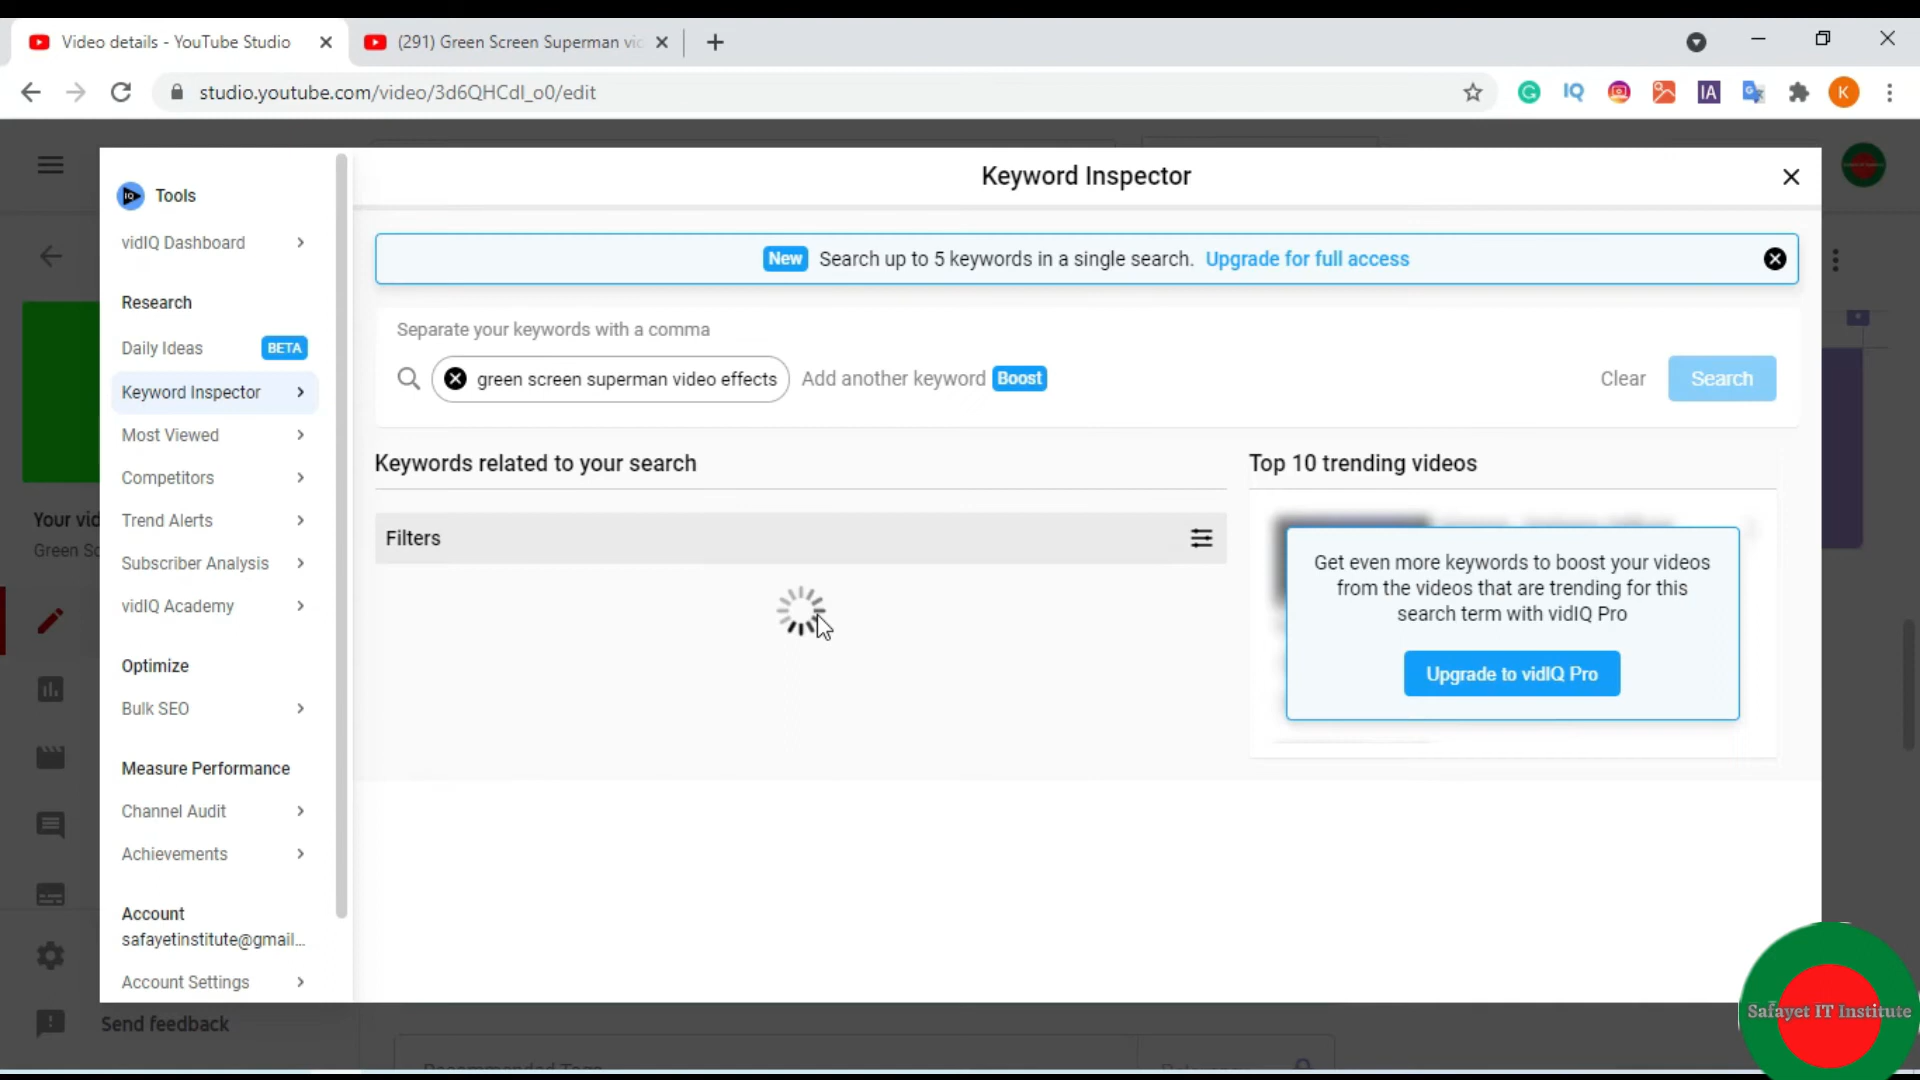 Video details - YouTube Studio
(291) Green Screen Superman vid
studio.youtube.com/video/3d6QHCdI_o0/edit
IQ
IA
K
Keyword Inspector
Tools
vidIQ Dashboard
New Search up to 5 keywords in a single search. Upgrade for full access
Research
Separate your keywords with a comma
Daily Ideas BETA
green screen superman video effects Add another keyword Boost Clear Search
Keyword Inspector
Most Viewed
Keywords related to your search
Top 10 trending videos
Competitors
Your vid
Trend Alerts
Filters
Green Sc
Subscriber Analysis
Get even more keywords to boost your videos
from the videos that are trending for this
search term with vidIQ Pro
vidIQ Academy
Upgrade to vidIQ Pro
Optimize
Bulk SEO
Measure Performance
Channel Audit
Achievements
Account
safayetinstitute@gmail...
Account Settings
Send feedback
Safayet IT Institute